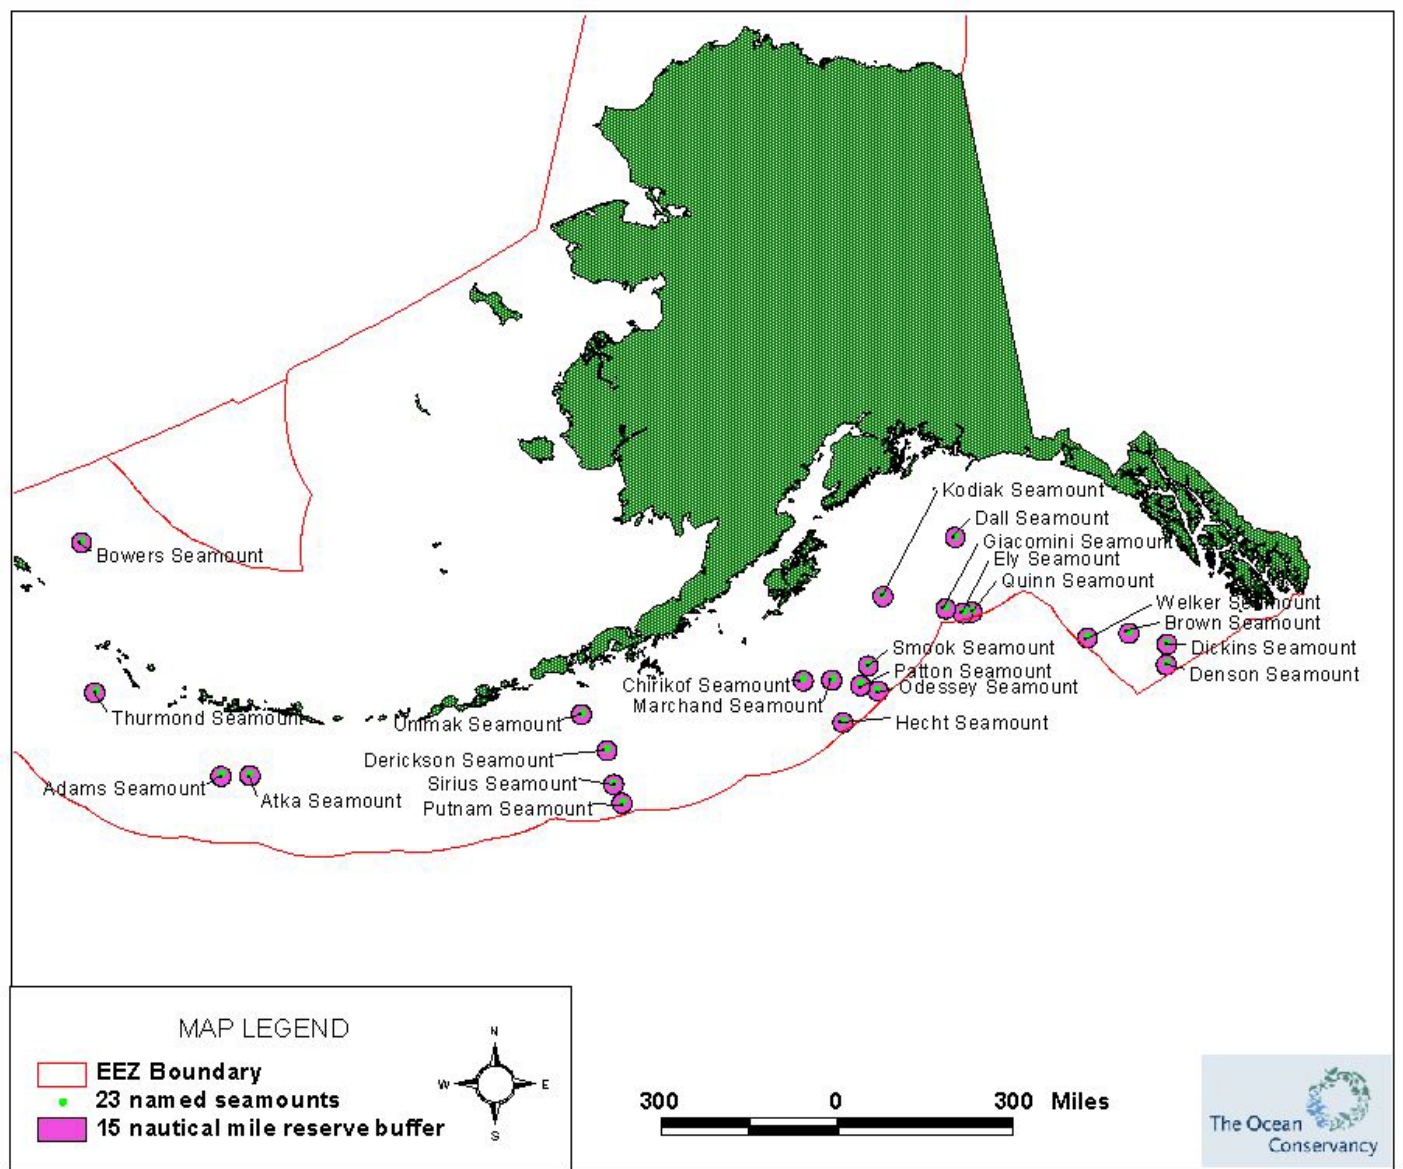 Kodiak Seamount
Dall Seamount
Giacomini Seamount
Ely Seamount
Quinn Seamount
Bowers Seamount
Welker Seamount
Brown Seamount
Dickins Seamount
Denson Seamount
Smook Seamount
Patton Seamount
Odessey Seamount
Chirikof Seamount
Marchand Seamount
Hecht Seamount
Thurmond Seamount
Unimak Seamount
Derickson Seamount
Sirius Seamount
Putnam Seamount
Adams Seamount
Atka Seamount
MAP LEGEND
EEZ Boundary
23 named seamounts
15 nautical mile reserve buffer
N
W
E
S
300 0 300 Miles
The Ocean
Conservancy